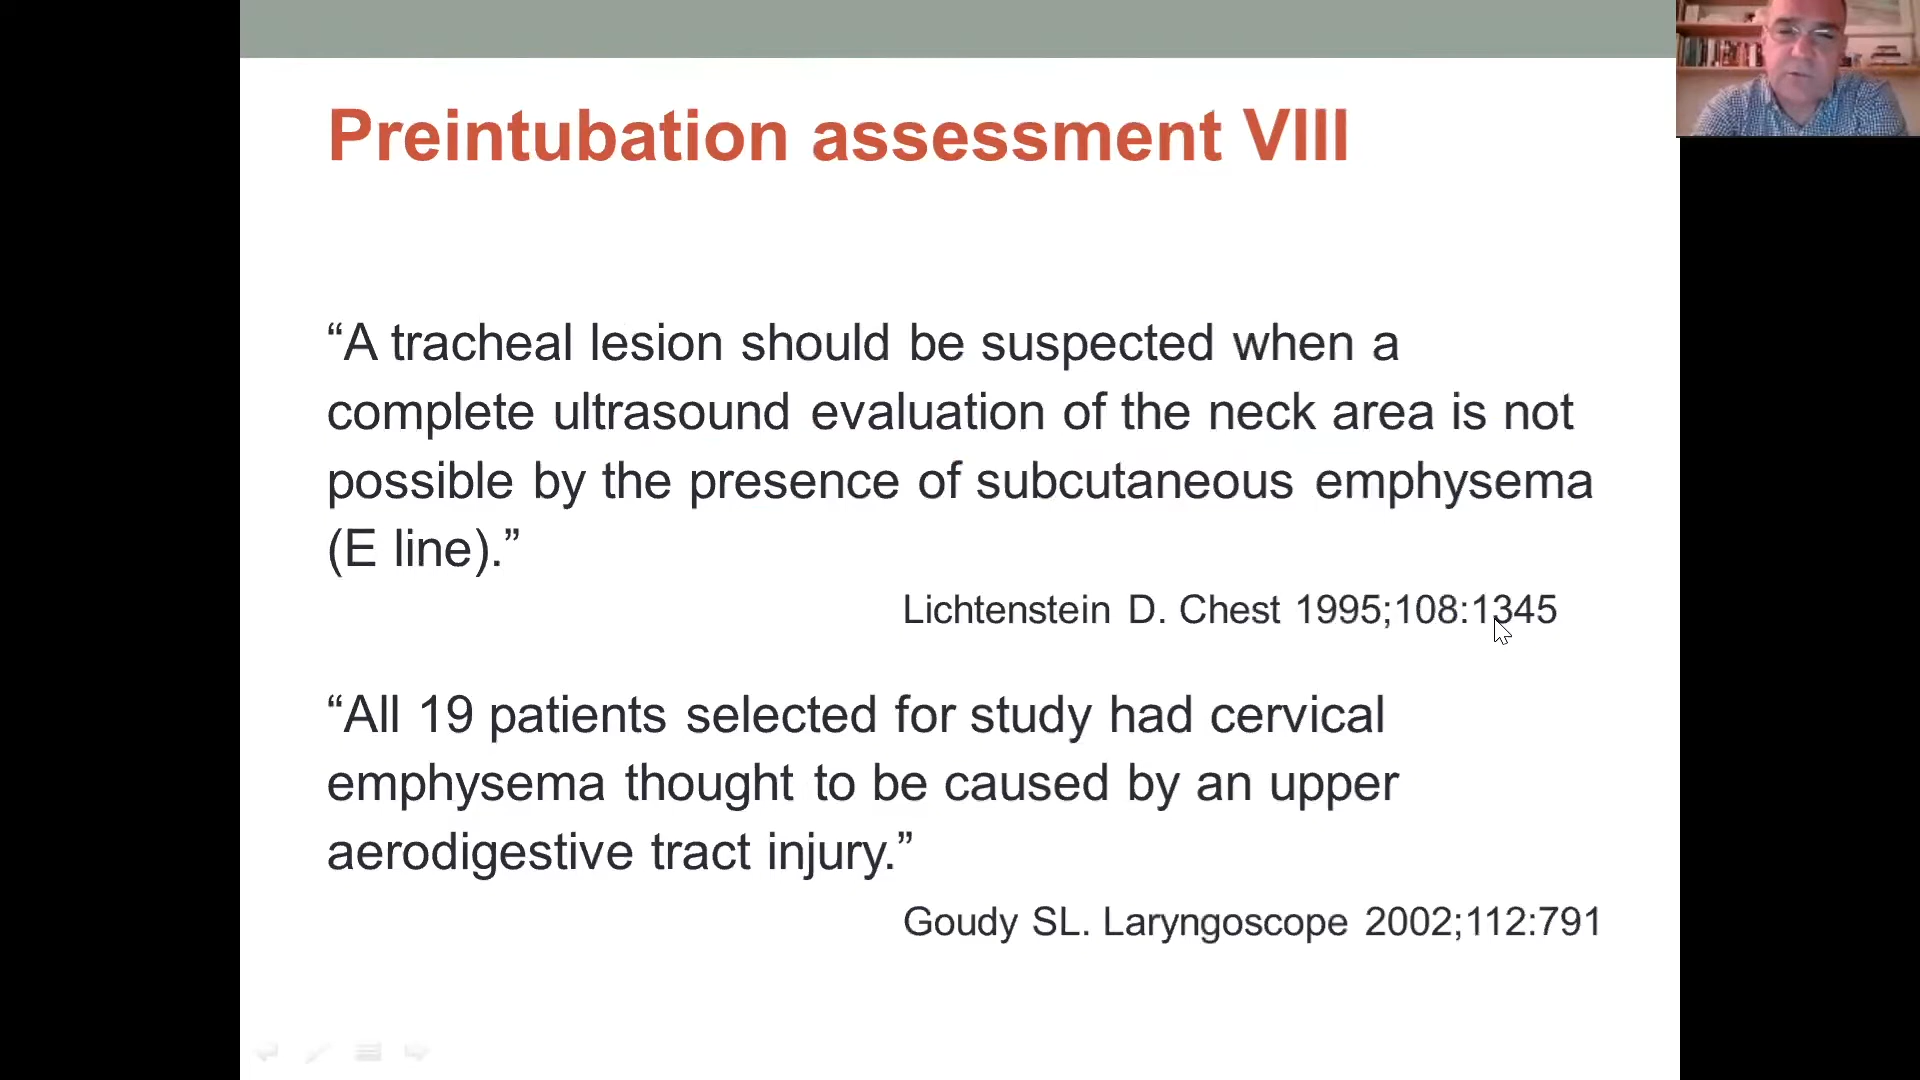 Preintubation assessment VIII
“A tracheal lesion should be suspected when a
complete ultrasound evaluation of the neck area is not
possible by the presence of subcutaneous emphysema
(E line).”
Lichtenstein D. Chest 1995;108:1345
“All 19 patients selected for study had cervical
emphysema thought to be caused by an upper
aerodigestive tract injury.”
Goudy SL. Laryngoscope 2002;112:791